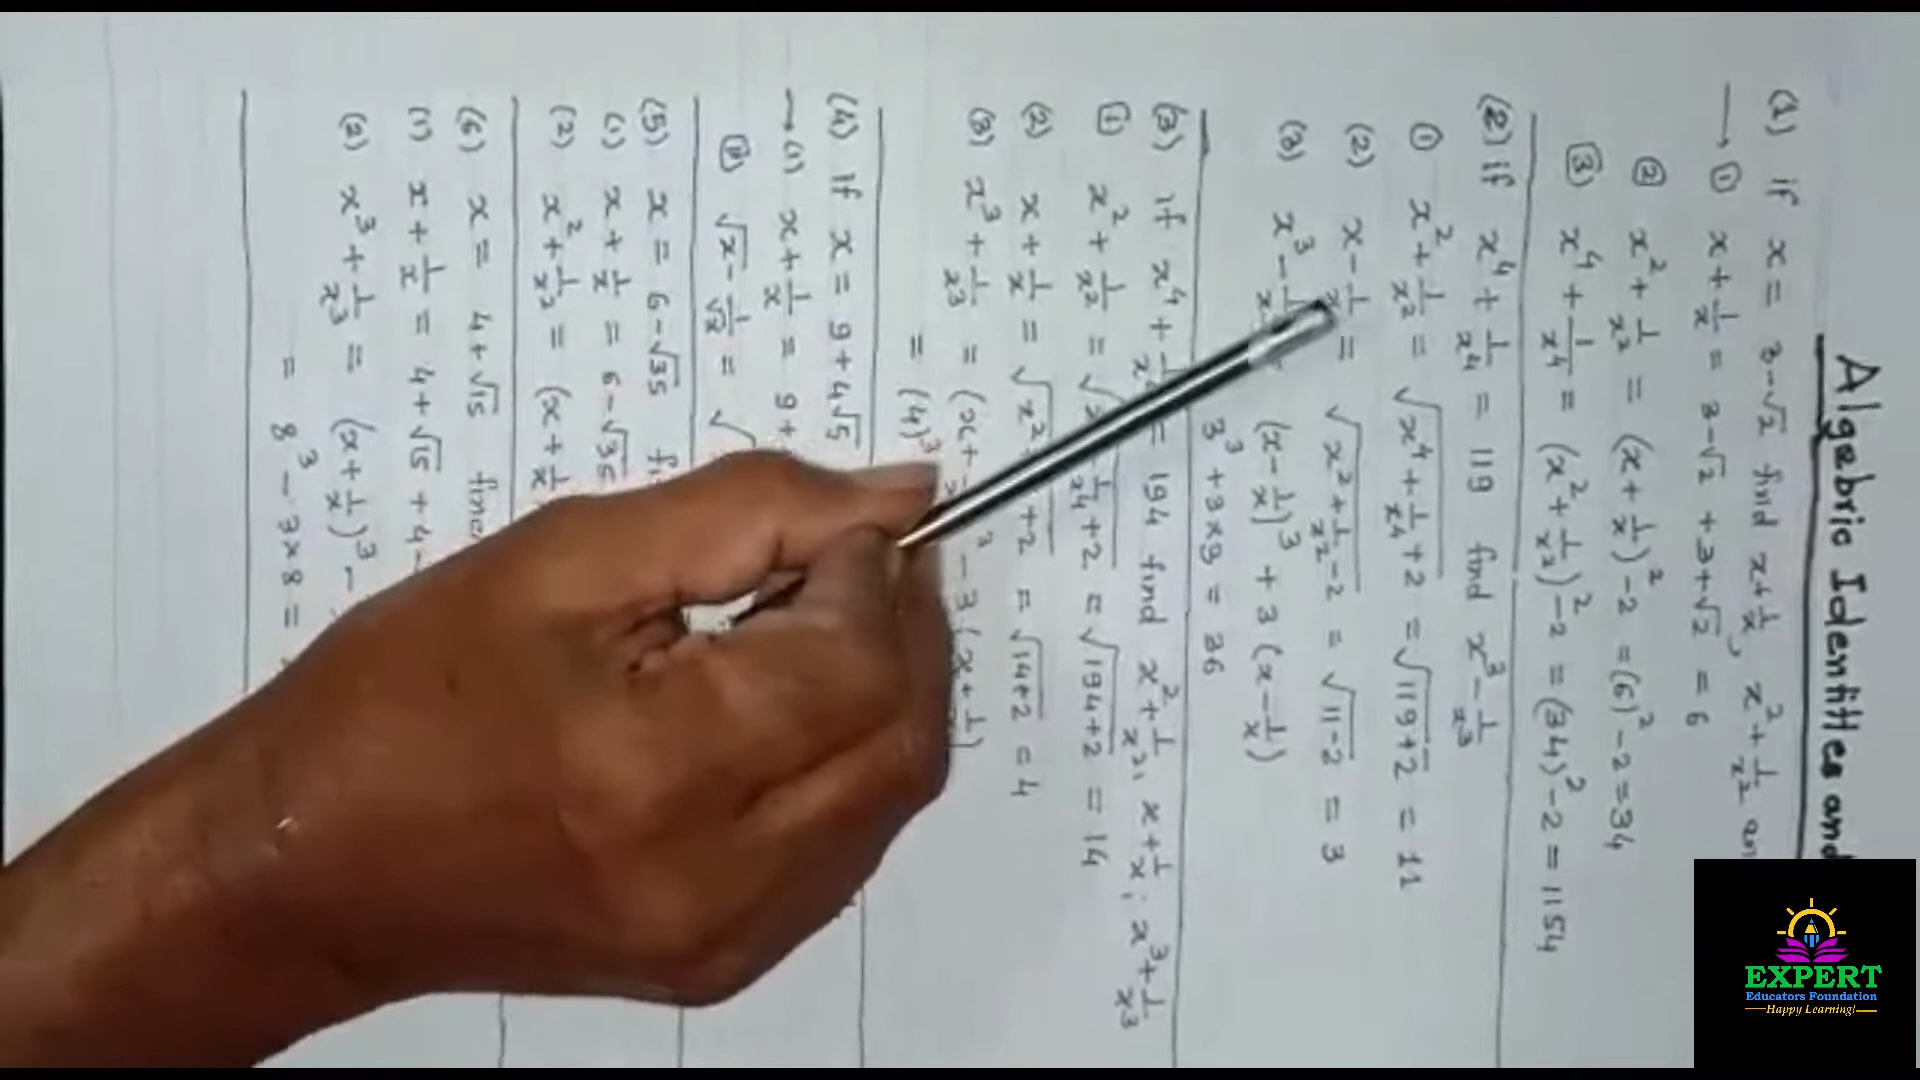 Algebric Identities and
(1) if x = 3-√2 find x+1/x, x²+1/x² an
→ ① x+1/x = 3-√2 +3+√2 = 6
② x²+1/x² = (x+1/x)²-2 = (6)²-2=34
③ x⁴+1/x⁴ = (x²+1/x²)²-2 = (34)²-2 = 1154
(2) if x⁴+1/x⁴ = 119 find x³-1/x³
① x²+1/x² = √x⁴+1/x⁴+2 = √119+2 = 11
(2) x-1/x = √x²+1/x²-2 = √11-2 = 3
(3) x³-1/x (x-1/x)³ + 3(x-1/x)
3³+3×9 = 36
(3) if x⁴+ = 194 find x²+1/x², x+1/x; x³+1/x³
① x²+1/x² = √ 1/x⁴+2 = √194+2 = 14
(2) x+1/x = √x² +2 = √14+2 = 4
(3) x³+1/x³ = (x+ ³-3(x+1/x)
= (4)³
(4) if x = 9+4√5
→(1) x+1/x = 9+
√x-1/√x = √
(5) x = 6-√35 f
(1) x+1/x = 6-√35
(2) x²+1/x² = (x+1/x
(6) x = 4+√15 fin
(1) x+1/x = 4+√15 +4-
(2) x³+1/x³ = (x+1/x)³-
= 8³-3×8 =
EXPERT
Educators Foundation
Happy Learning!